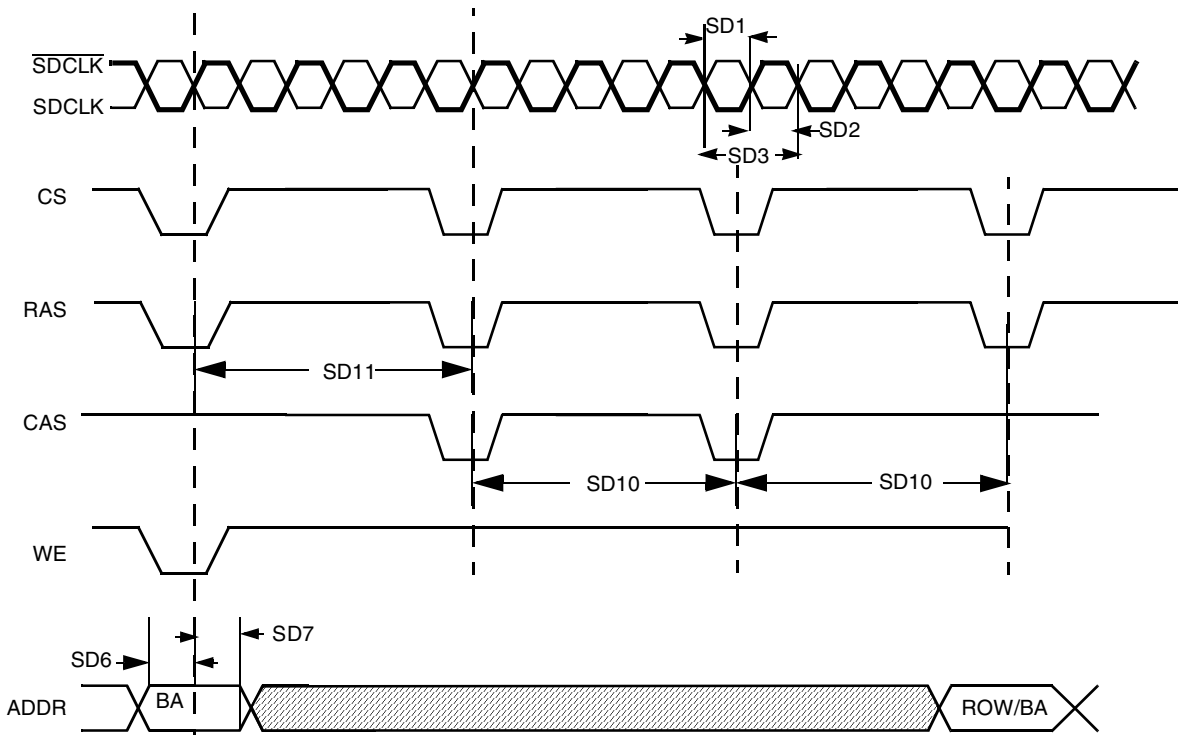 SD1
SDCLK
SDCLK
SD2
SD3
CS
RAS
SD11
CAS
SD10
SD10
WE
SD7
SD6
BA
ADDR
ROW/BA